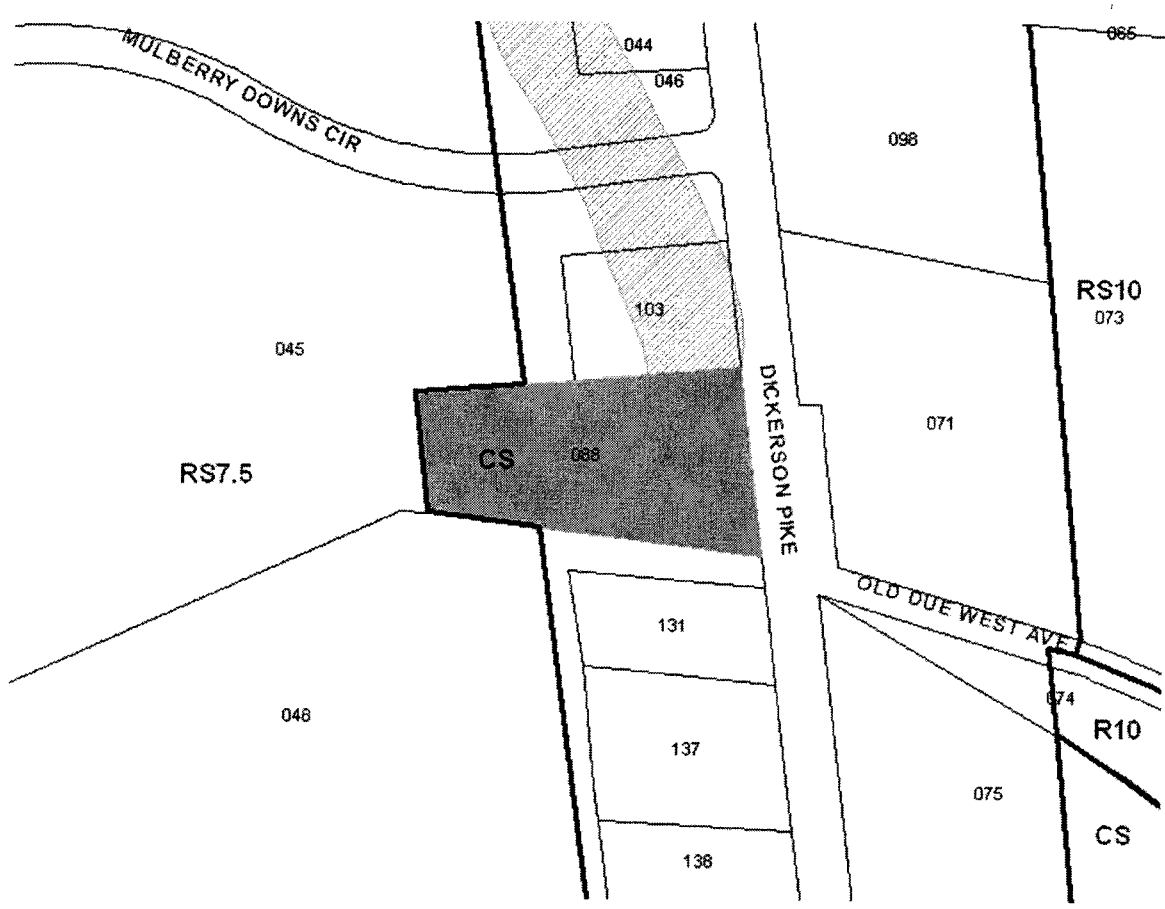 065
044
MULBERRY DOWNS CIR
046
098
RS10
073
103
045
071
CS
088
RS7.5
DICKERSON PIKE
OLD DUE WEST AVE
131
074
048
R10
137
075
CS
138